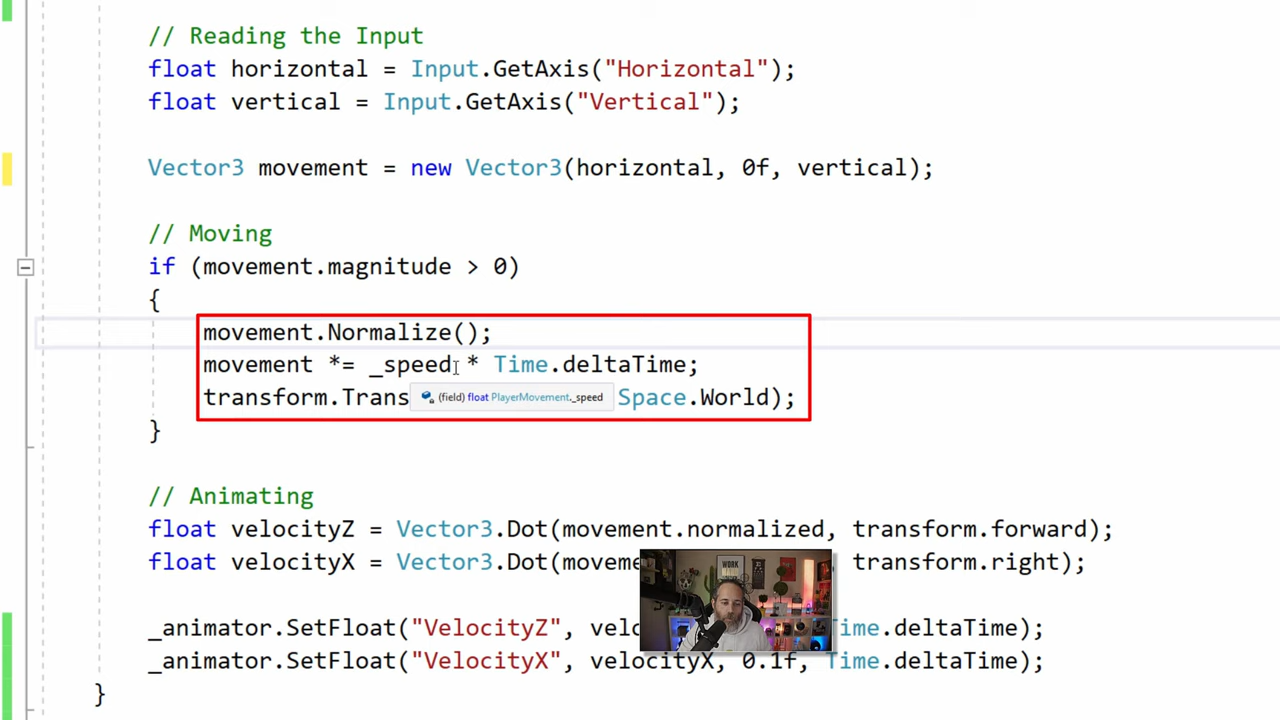 // Reading the Input
float horizontal = Input.GetAxis("Horizontal");
float vertical = Input.GetAxis("Vertical");
Vector3 movement = new Vector3(horizontal, 0f, vertical);
// Moving
if (movement.magnitude > 0)
{
movement.Normalize();
movement *= _speed * Time.deltaTime;
transform.Trans (field) float PlayerMovement._speed Space.World);
}
// Animating
float velocityZ = Vector3.Dot(movement.normalized, transform.forward);
float velocityX = Vector3.Dot(moveme transform.right);
WORK
_animator.SetFloat("VelocityZ", velo Time.deltaTime);
_animator.SetFloat("VelocityX", velocityX, 0.1f, Time.deltaTime);
}